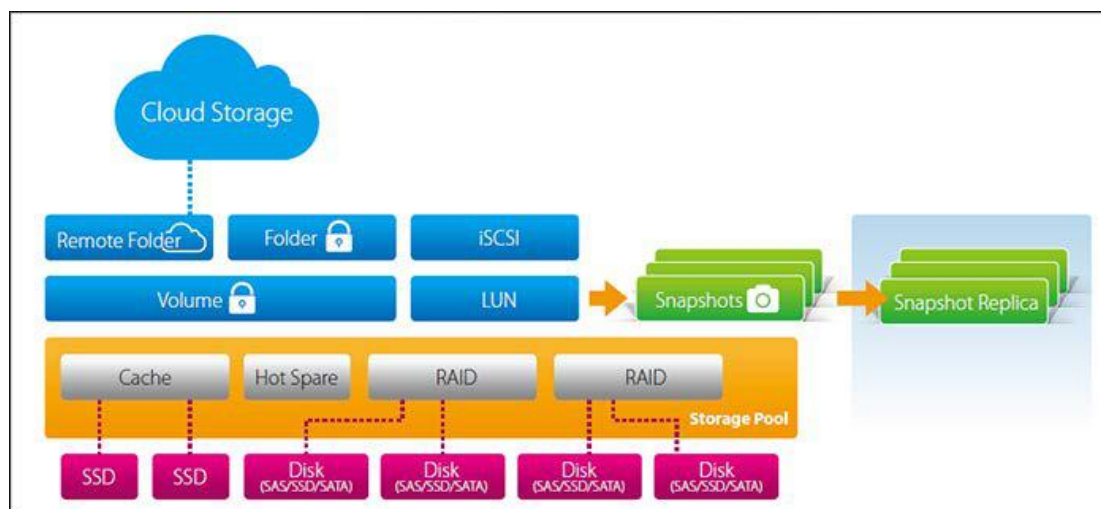 Cloud Storage
Remote Folder
Folder
iSCSI
Volume
LUN
Snapshots
Snapshot Replica
Cache
Hot Spare
RAID
RAID
Storage Pool
SSD
SSD
Disk
(SAS/SSD/SATA)
Disk
(SAS/SSD/SATA)
Disk
(SAS/SSD/SATA)
Disk
(SAS/SSD/SATA)